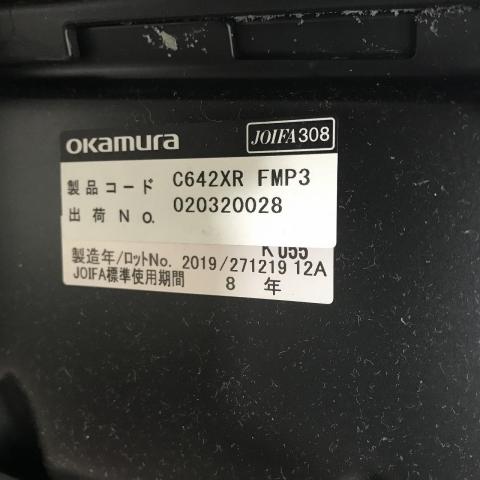 okamura JOIFA308
製品コード C642XR FMP3
出荷 No. 020320028
K055
製造年/ロットNo. 2019/271219 12A
JOIFA標準使用期間 8 年